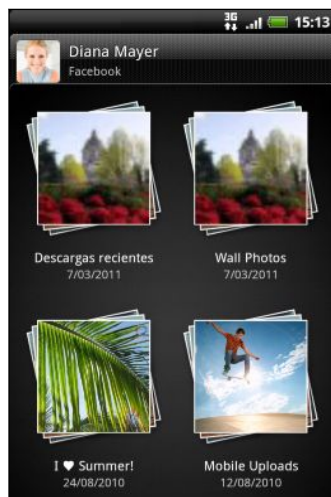 3G
15:13
Diana Mayer
Facebook
Descargas recientes
7/03/2011
Wall Photos
7/03/2011
I ♥ Summer!
24/08/2010
Mobile Uploads
12/08/2010